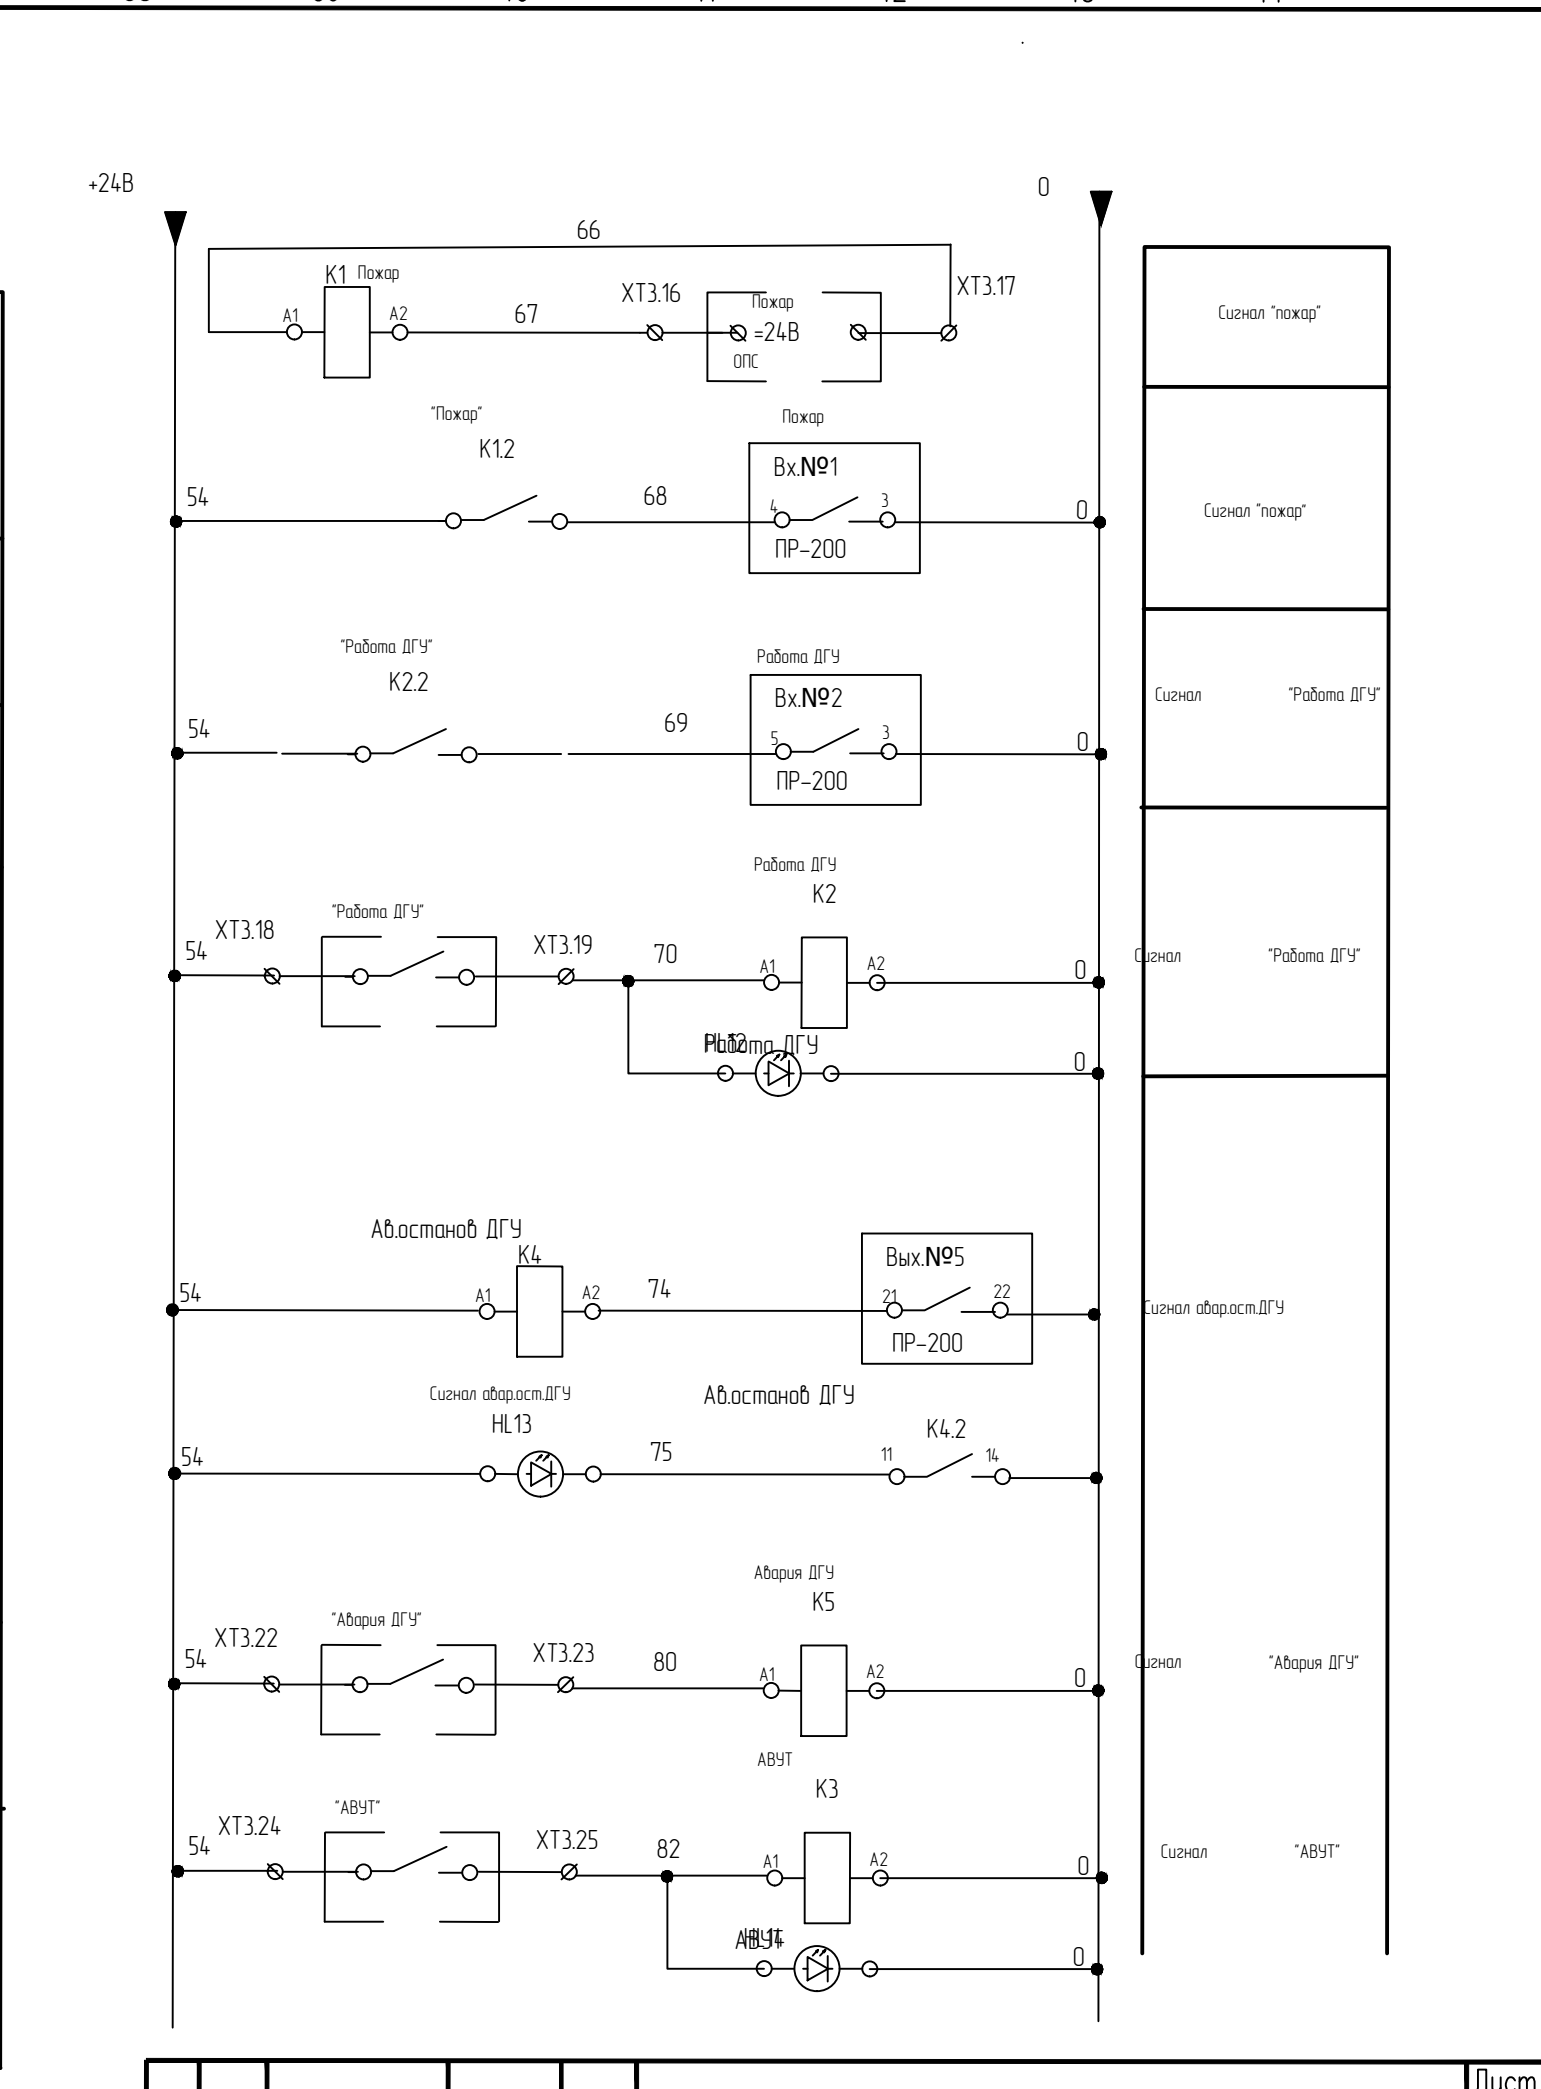 +24В
0
66
К1 Пожар
А1
А2
67
ХТ3.16
Пожар
=24В
ОПС
ХТ3.17
Сигнал "пожар"
"Пожар"
К1.2
Пожар
54
68
Вх.№1
4
3
ПР-200
0
Сигнал "пожар"
"Работа ДГУ"
К2.2
Работа ДГУ
54
69
Вх.№2
5
3
ПР-200
0
Сигнал "Работа ДГУ"
Работа ДГУ
К2
54
ХТ3.18
"Работа ДГУ"
ХТ3.19
70
А1
А2
0
Сигнал "Работа ДГУ"
HL12
Работа ДГУ
0
Ав.останов ДГУ
К4
54
А1
А2
74
Вых.№5
21
22
ПР-200
Сигнал авар.ост.ДГУ
Сигнал авар.ост.ДГУ
HL13
Ав.останов ДГУ
54
75
К4.2
11
14
Авария ДГУ
К5
54
ХТ3.22
"Авария ДГУ"
ХТ3.23
80
А1
А2
0
Сигнал "Авария ДГУ"
АВУТ
К3
54
ХТ3.24
"АВУТ"
ХТ3.25
82
А1
А2
0
Сигнал "АВУТ"
HL14
АВУТ
0
Лист